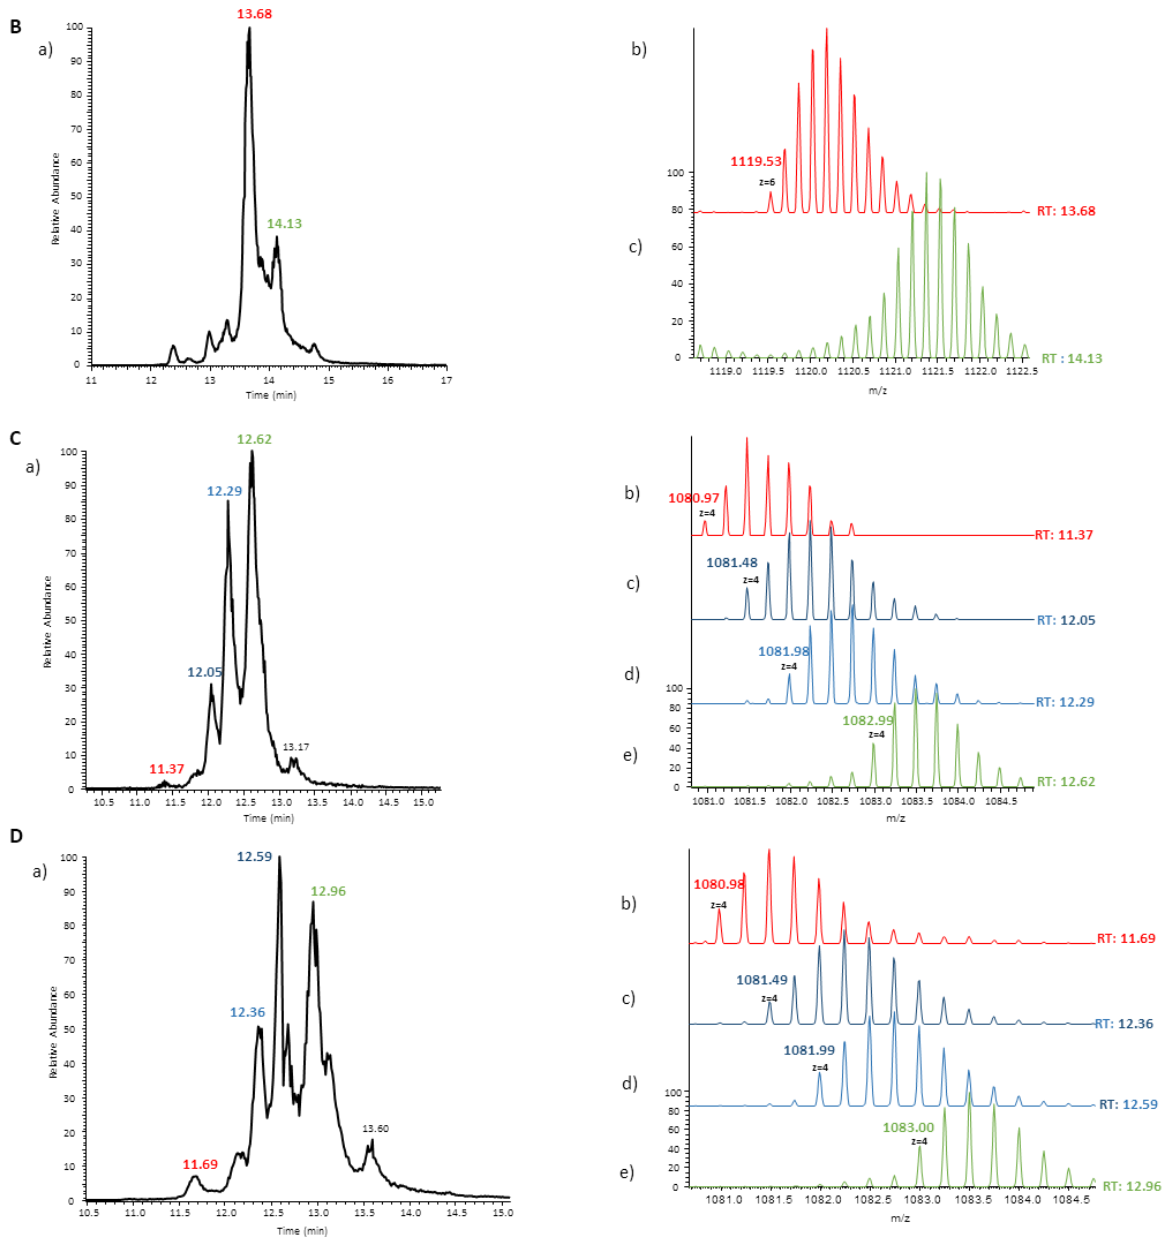 B
a)
13.68
14.13
100
90
80
70
60
50
40
30
20
10
0
Relative Abundance
11 12 13 14 15 16 17
Time (min)
b)
1119.53
z=6
RT: 13.68
c)
100
80
60
40
20
0
RT: 14.13
1119.0 1119.5 1120.0 1120.5 1121.0 1121.5 1122.0 1122.5
m/z
C
a)
12.62
12.29
12.05
11.37
13.17
100
90
80
70
60
50
40
30
20
10
0
Relative Abundance
10.5 11.0 11.5 12.0 12.5 13.0 13.5 14.0 14.5 15.0
Time (min)
b)
1080.97
z=4
RT: 11.37
c)
1081.48
z=4
RT: 12.05
d)
1081.98
z=4
RT: 12.29
e)
1082.99
z=4
100
80
60
40
20
0
RT: 12.62
1081.0 1081.5 1082.0 1082.5 1083.0 1083.5 1084.0 1084.5
m/z
D
a)
12.59
12.96
12.36
11.69
13.60
100
90
80
70
60
50
40
30
20
10
0
Relative Abundance
10.5 11.0 11.5 12.0 12.5 13.0 13.5 14.0 14.5 15.0
Time (min)
b)
1080.98
z=4
RT: 11.69
c)
1081.49
z=4
RT: 12.36
d)
1081.99
z=4
RT: 12.59
e)
1083.00
z=4
100
80
60
40
20
0
RT: 12.96
1081.0 1081.5 1082.0 1082.5 1083.0 1083.5 1084.0 1084.5
m/z